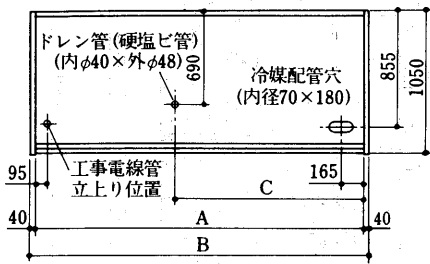 ドレン管(硬塩ビ管)
(内φ40×外φ48)
690
冷媒配管穴
(内径70×180)
855
1050
95
工事電線管
立上り位置
165
C
40
A
40
B